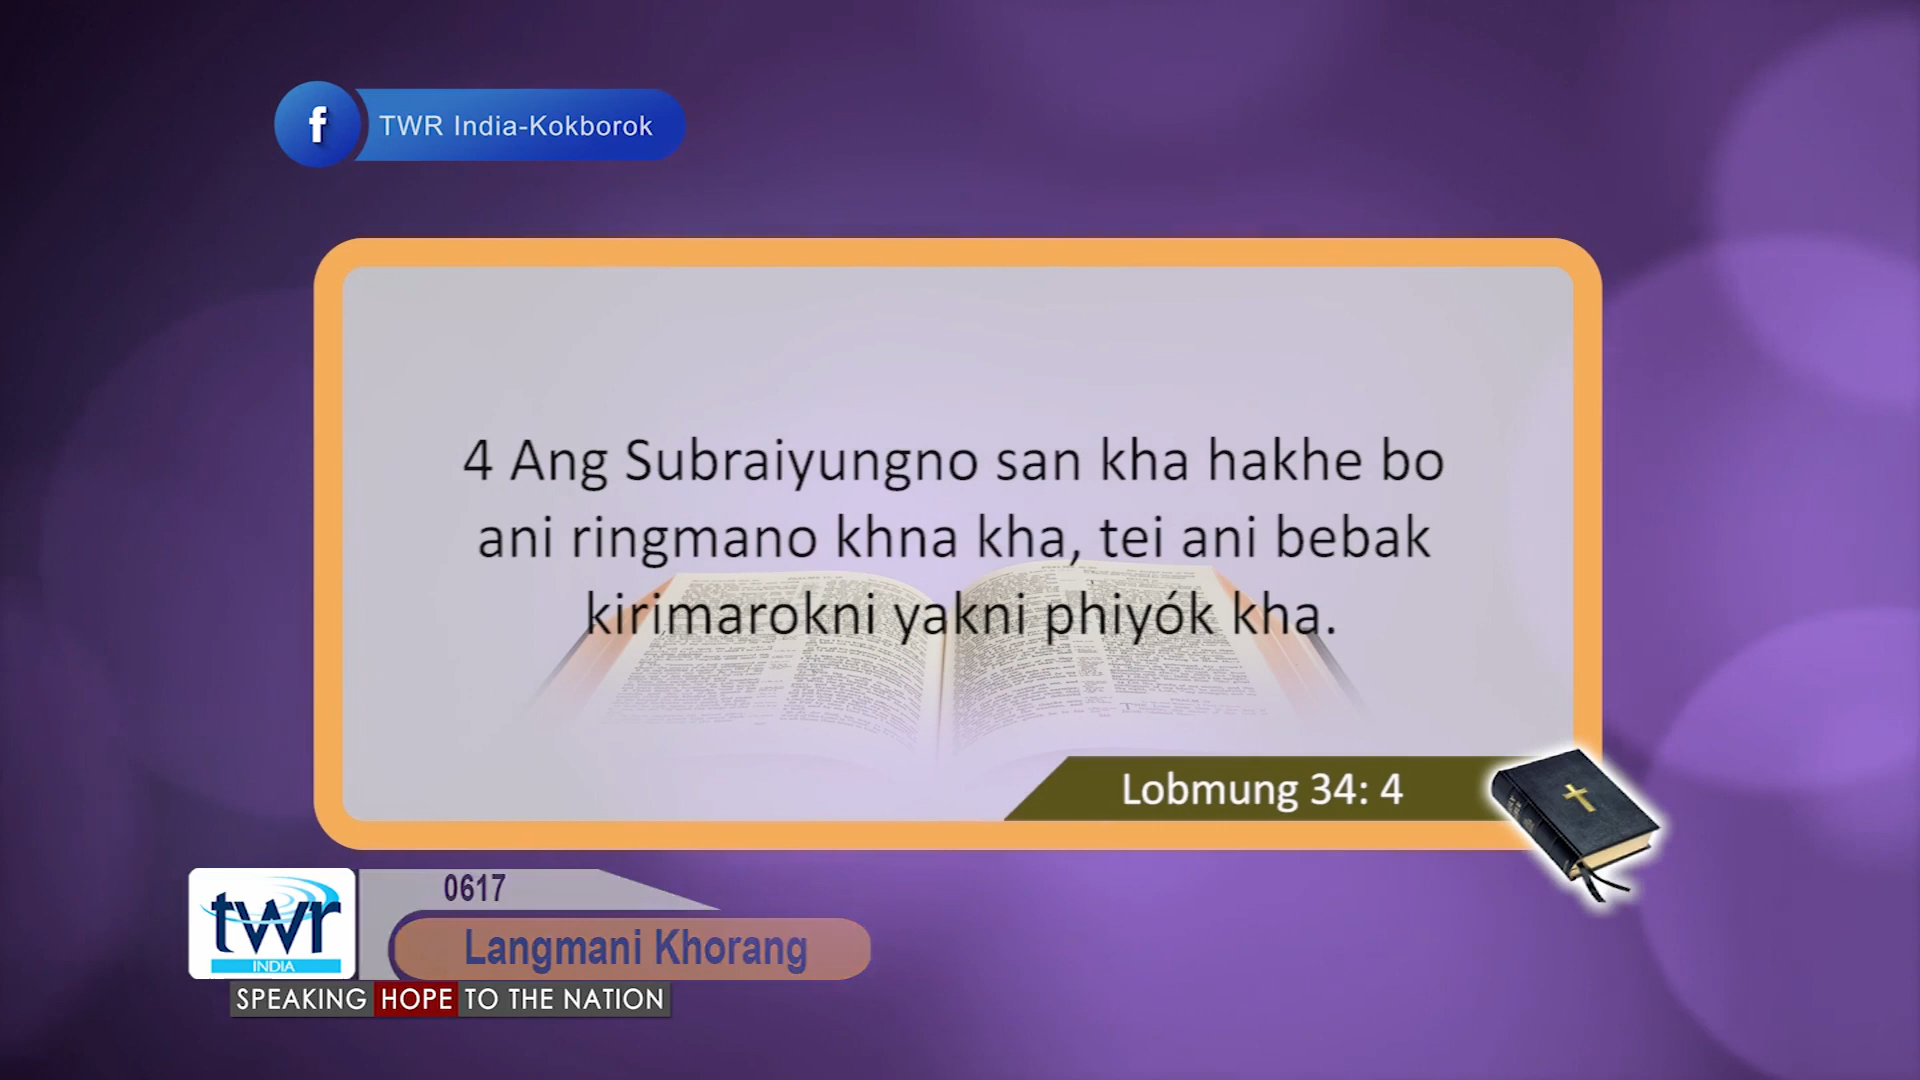 f TWR India-Kokborok
4 Ang Subraiyungno san kha hakhe bo
ani ringmano khna kha, tei ani bebak
kirimarokni yakni phiyók kha.
Lobmung 34: 4
0617
twr
INDIA
Langmani Khorang
SPEAKING HOPE TO THE NATION